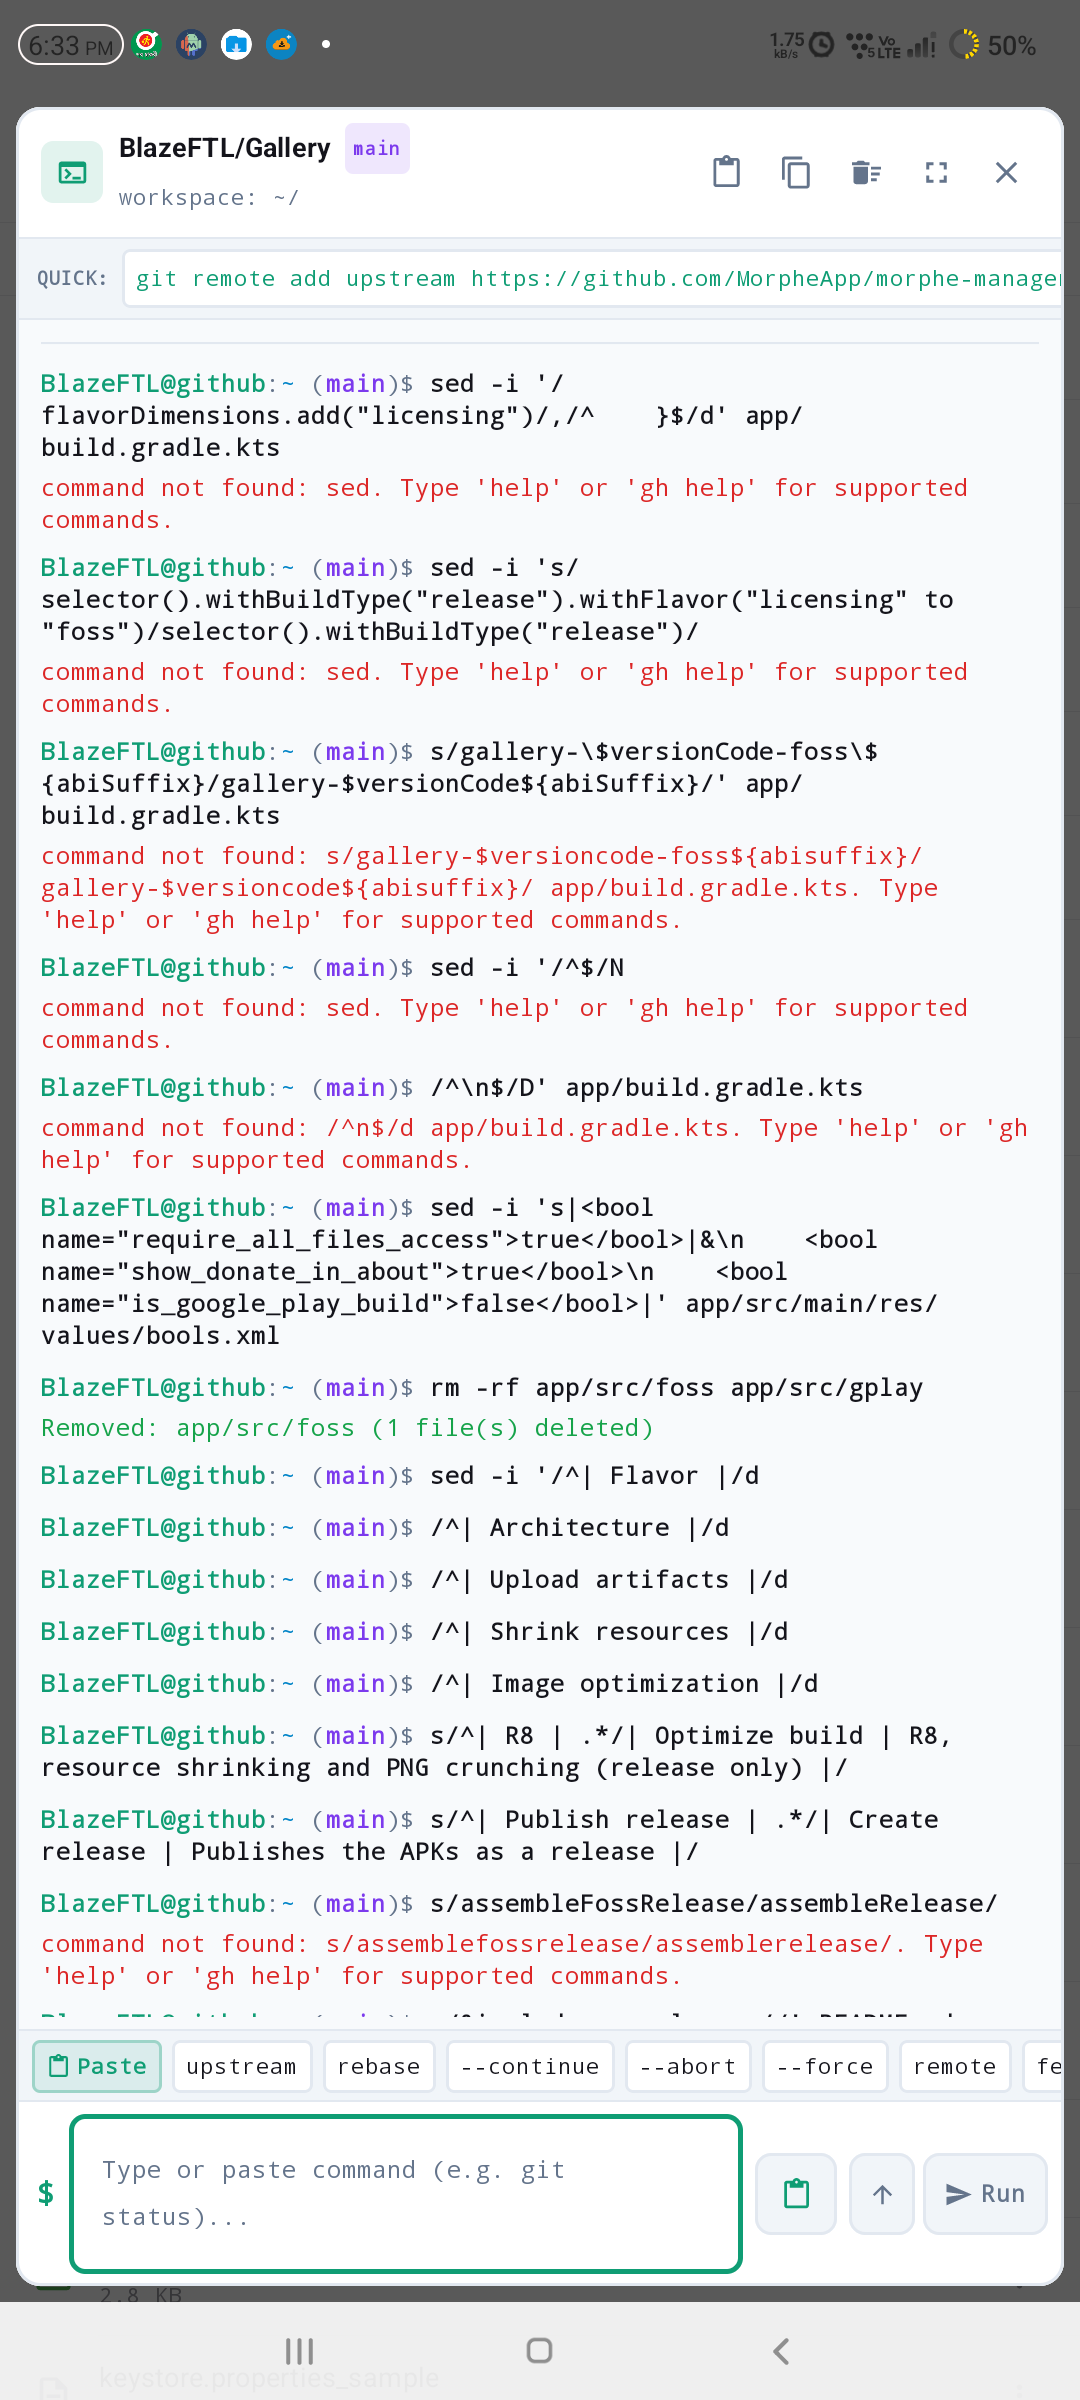 6:33 PM
1.75 kB/s
Vo 5 LTE
50%
BlazeFTL/Gallery main
workspace: ~/
QUICK: git remote add upstream https://github.com/MorpheApp/morphe-manager
BlazeFTL@github:~ (main)$ sed -i '/
flavorDimensions.add("licensing")/,/^    }$/d' app/
build.gradle.kts
command not found: sed. Type 'help' or 'gh help' for supported
commands.
BlazeFTL@github:~ (main)$ sed -i 's/
selector().withBuildType("release").withFlavor("licensing" to
"foss")/selector().withBuildType("release")/
command not found: sed. Type 'help' or 'gh help' for supported
commands.
BlazeFTL@github:~ (main)$ s/gallery-\$versionCode-foss\$
{abiSuffix}/gallery-$versionCode${abiSuffix}/' app/
build.gradle.kts
command not found: s/gallery-$versioncode-foss${abisuffix}/
gallery-$versioncode${abisuffix}/ app/build.gradle.kts. Type
'help' or 'gh help' for supported commands.
BlazeFTL@github:~ (main)$ sed -i '/^$/N
command not found: sed. Type 'help' or 'gh help' for supported
commands.
BlazeFTL@github:~ (main)$ /^\n$/D' app/build.gradle.kts
command not found: /^n$/d app/build.gradle.kts. Type 'help' or 'gh
help' for supported commands.
BlazeFTL@github:~ (main)$ sed -i 's|<bool
name="require_all_files_access">true</bool>|&\n    <bool
name="show_donate_in_about">true</bool>\n    <bool
name="is_google_play_build">false</bool>|' app/src/main/res/
values/bools.xml
BlazeFTL@github:~ (main)$ rm -rf app/src/foss app/src/gplay
Removed: app/src/foss (1 file(s) deleted)
BlazeFTL@github:~ (main)$ sed -i '/^| Flavor |/d
BlazeFTL@github:~ (main)$ /^| Architecture |/d
BlazeFTL@github:~ (main)$ /^| Upload artifacts |/d
BlazeFTL@github:~ (main)$ /^| Shrink resources |/d
BlazeFTL@github:~ (main)$ /^| Image optimization |/d
BlazeFTL@github:~ (main)$ s/^| R8 | .*/| Optimize build | R8,
resource shrinking and PNG crunching (release only) |/
BlazeFTL@github:~ (main)$ s/^| Publish release | .*/| Create
release | Publishes the APKs as a release |/
BlazeFTL@github:~ (main)$ s/assembleFossRelease/assembleRelease/
command not found: s/assemblefossrelease/assemblerelease/. Type
'help' or 'gh help' for supported commands.
Paste upstream rebase --continue --abort --force remote fe
$ Type or paste command (e.g. git
status)...
Run
2.8 KB
keystore.properties_sample